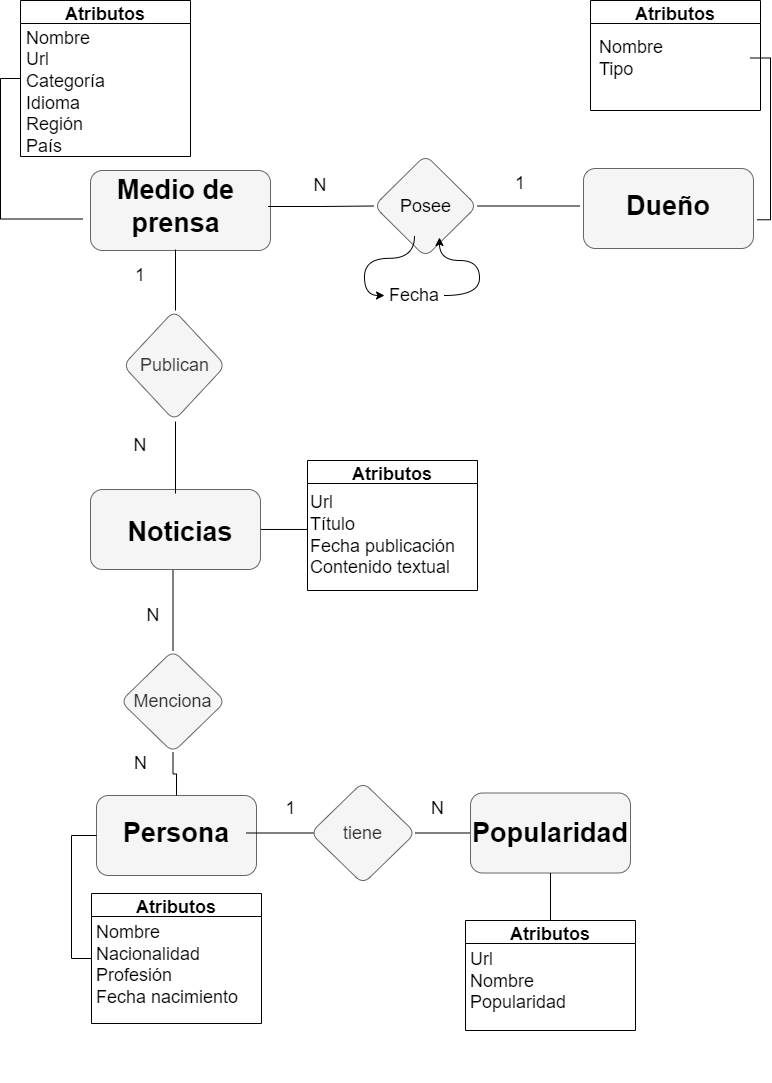 Atributos
Nombre
Url
Categoría
Idioma
Región
País
Atributos
Nombre
Tipo
Medio de
prensa
N
Posee
1
Dueño
Fecha
1
Publican
N
Noticias
Atributos
Url
Título
Fecha publicación
Contenido textual
N
Menciona
N
Persona
1
tiene
N
Popularidad
Atributos
Nombre
Nacionalidad
Profesión
Fecha nacimiento
Atributos
Url
Nombre
Popularidad